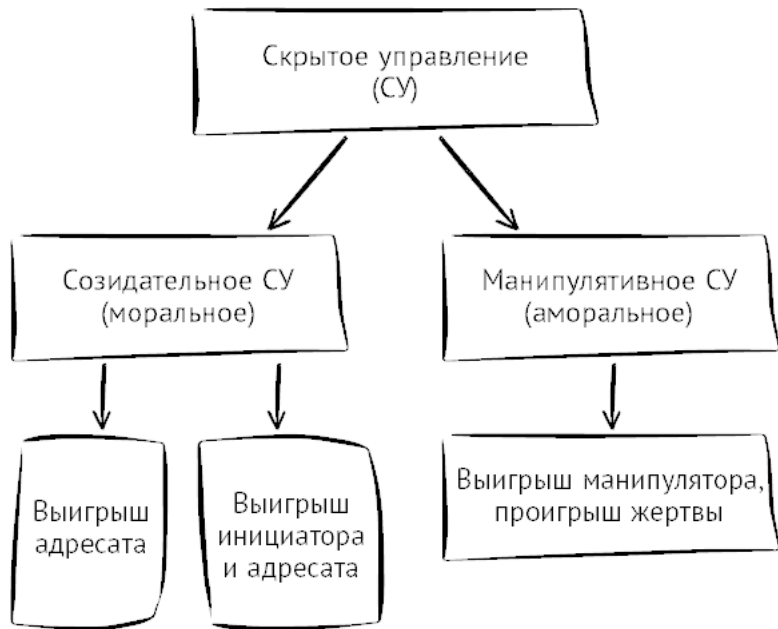 Скрытое управление
(СУ)
Созидательное СУ
(моральное)
Манипулятивное СУ
(аморальное)
Выигрыш
адресата
Выигрыш
инициатора
и адресата
Выигрыш манипулятора,
проигрыш жертвы